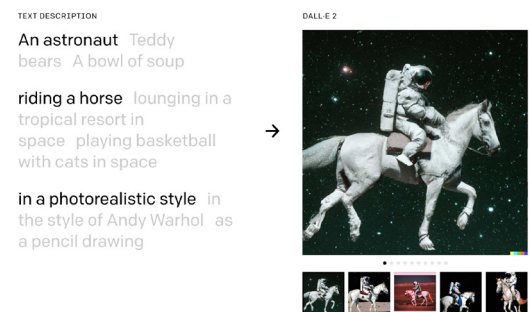 TEXT DESCRIPTION
An astronaut Teddy
bears A bowl of soup
riding a horse lounging in a
tropical resort in
space playing basketball
with cats in space
in a photorealistic style in
the style of Andy Warhol as
a pencil drawing
DALL·E 2